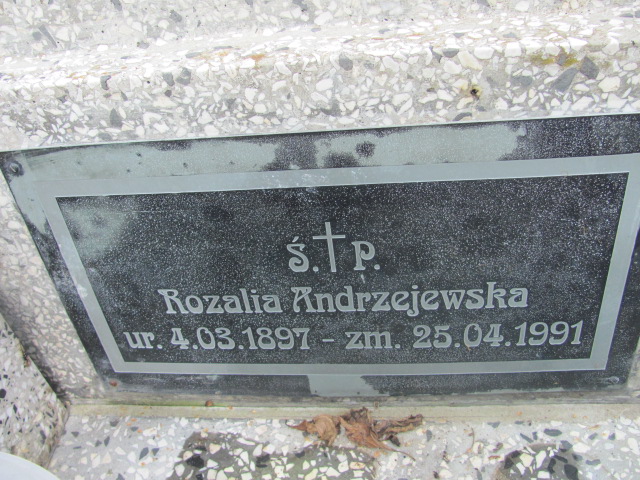 Ś.†P.
Rozalia Andrzejewska
ur. 4.03.1897 - zm. 25.04.1991